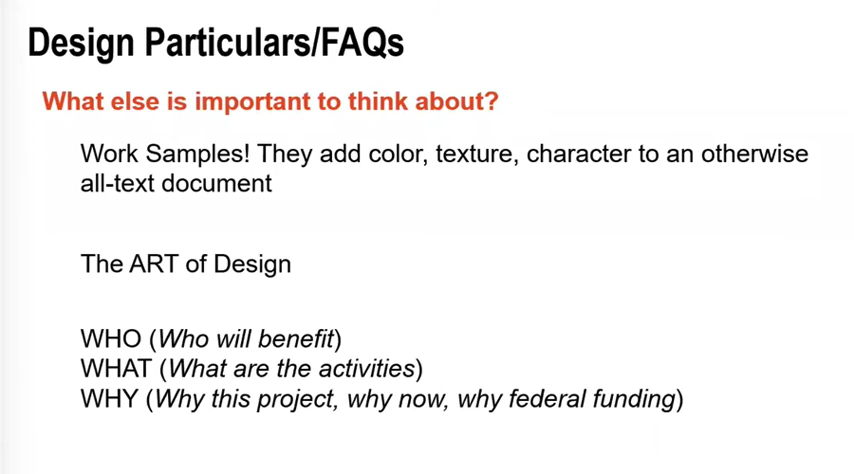 Design Particulars/FAQs
What else is important to think about?
Work Samples! They add color, texture, character to an otherwise
all-text document
The ART of Design
WHO (Who will benefit)
WHAT (What are the activities)
WHY (Why this project, why now, why federal funding)